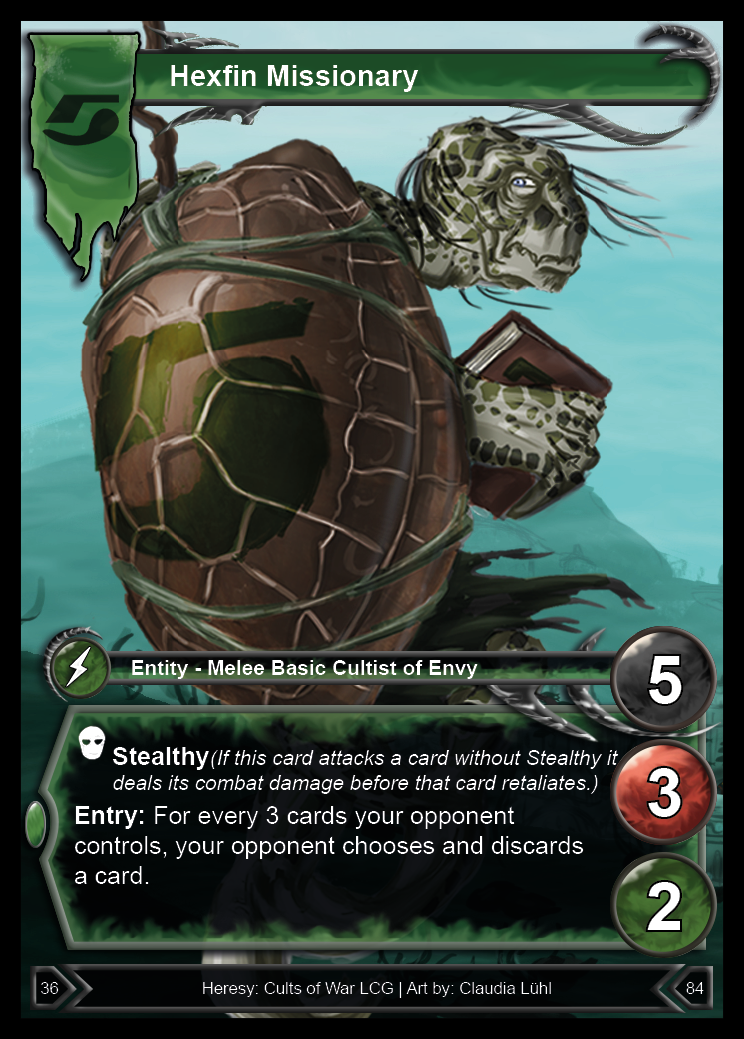 Hexfin Missionary
Entity - Melee Basic Cultist of Envy
5
Stealthy(If this card attacks a card without Stealthy it
deals its combat damage before that card retaliates.)
3
Entry: For every 3 cards your opponent
controls, your opponent chooses and discards
a card.
2
36
Heresy: Cults of War LCG | Art by: Claudia Lühl
84